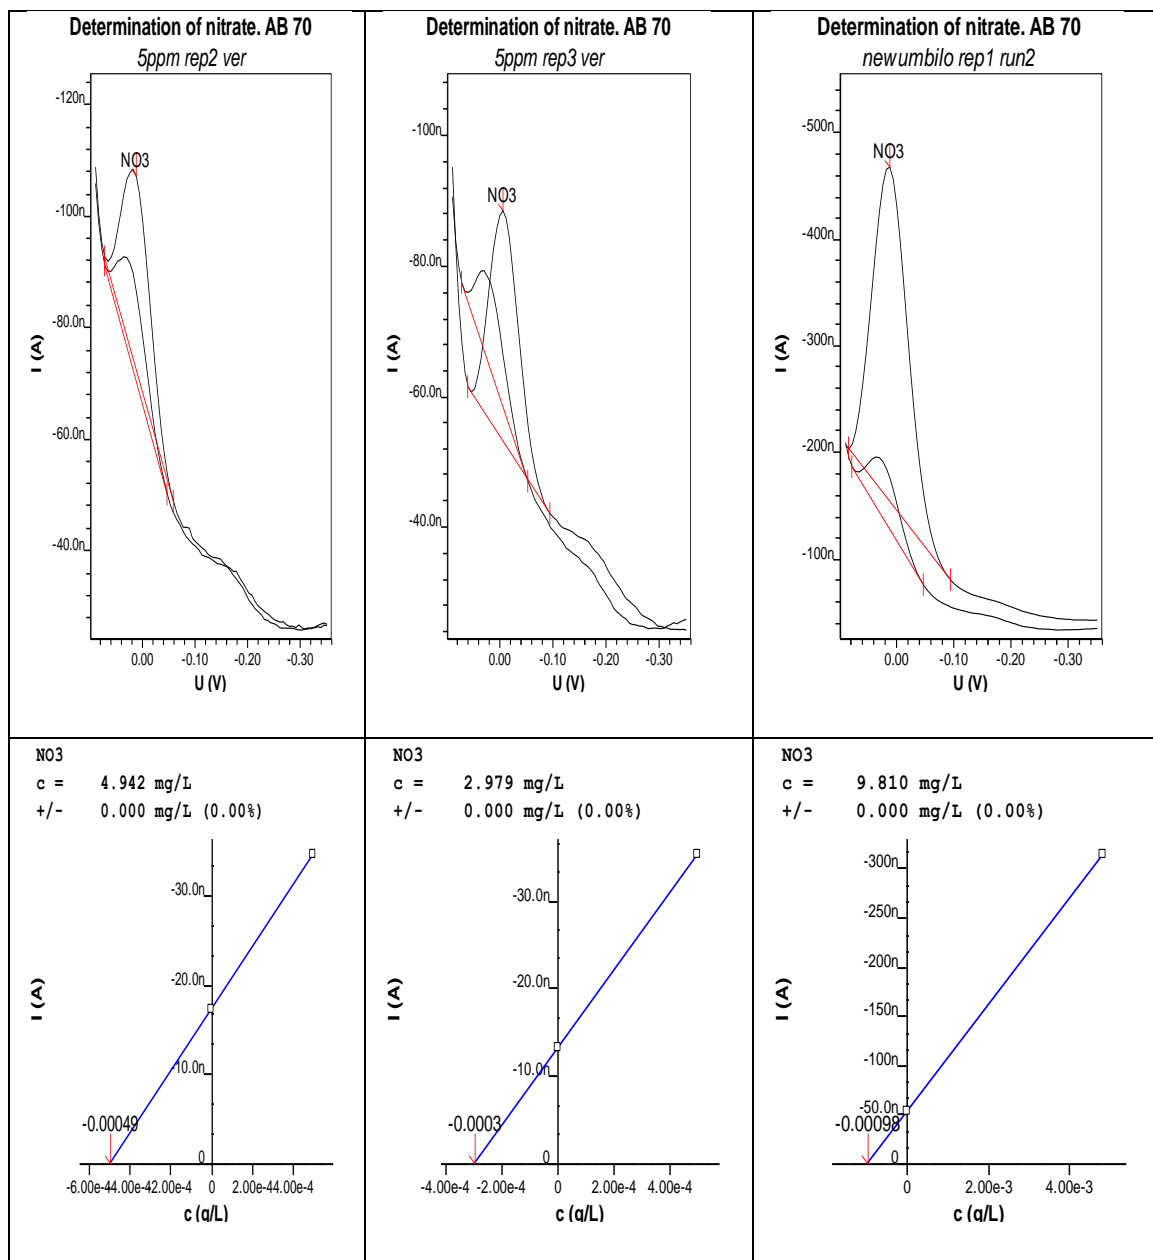 Determination of nitrate. AB 70
5ppm rep2 ver
-120n
-100n
-80.0n
-60.0n
-40.0n
NO3
I (A)
0.00 -0.10 -0.20 -0.30
U (V)
Determination of nitrate. AB 70
5ppm rep3 ver
-100n
-80.0n
-60.0n
-40.0n
NO3
I (A)
0.00 -0.10 -0.20 -0.30
U (V)
Determination of nitrate. AB 70
newumbilo rep1 run2
-500n
-400n
-300n
-200n
-100n
NO3
I (A)
0.00 -0.10 -0.20 -0.30
U (V)
NO3
c = 4.942 mg/L
+/- 0.000 mg/L (0.00%)
-30.0n
-20.0n
-10.0n
0
-0.00049
I (A)
-6.00e-4 -4.00e-4 -2.00e-4 0 2.00e-4 4.00e-4
c (g/L)
NO3
c = 2.979 mg/L
+/- 0.000 mg/L (0.00%)
-30.0n
-20.0n
-10.0n
0
-0.0003
I (A)
-4.00e-4 -2.00e-4 0 2.00e-4 4.00e-4
c (g/L)
NO3
c = 9.810 mg/L
+/- 0.000 mg/L (0.00%)
-300n
-250n
-200n
-150n
-100n
-50.0n
0
-0.00098
I (A)
0 2.00e-3 4.00e-3
c (g/L)